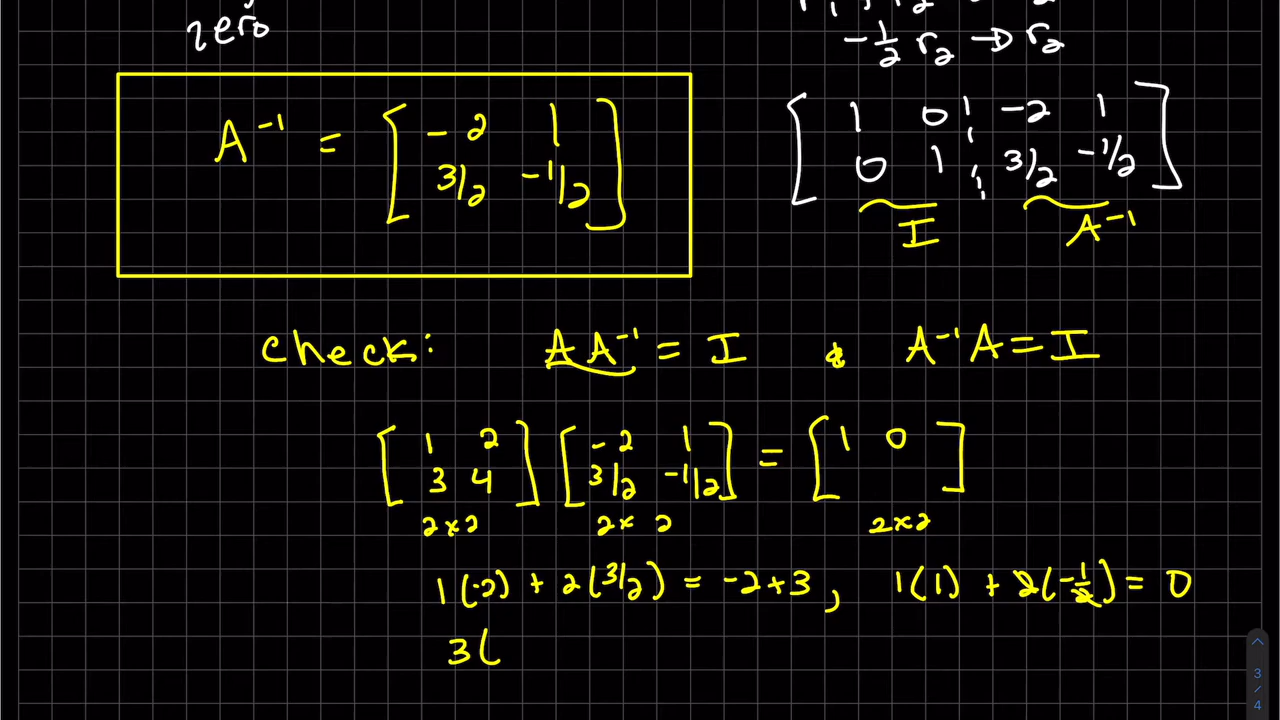 zero
-1/2 r₂ → r₂
A⁻¹ = [ -2 1
3/2 -1/2 ]
[ 1 0 ¦ -2 1
0 1 ¦ 3/2 -1/2 ]
I A⁻¹
check: AA⁻¹ = I & A⁻¹A = I
[ 1 2 [ -2 1 = [ 1 0 ]
3 4 ] 3/2 -1/2 ]
2×2 2× 2 2×2
1(-2) + 2(3/2) = -2+3, 1(1) + 2(-1/2) = 0
3(
3
/
4